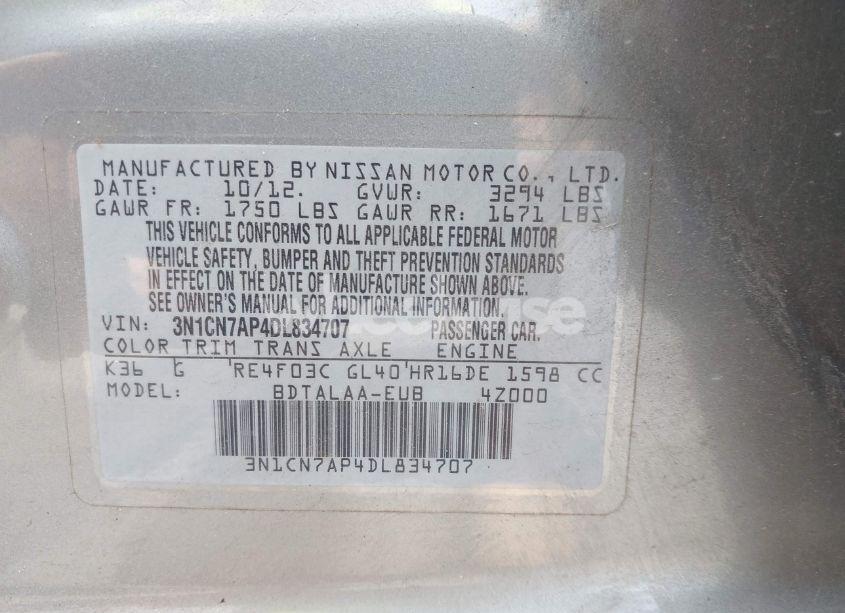 MANUFACTURED BY NISSAN MOTOR CO., LTD.
DATE: 10/12. GVWR: 3294 LBS
GAWR FR: 1750 LBS GAWR RR: 1671 LBS
THIS VEHICLE CONFORMS TO ALL APPLICABLE FEDERAL MOTOR
VEHICLE SAFETY, BUMPER AND THEFT PREVENTION STANDARDS
IN EFFECT ON THE DATE OF MANUFACTURE SHOWN ABOVE.
SEE OWNER'S MANUAL FOR ADDITIONAL INFORMATION.
VIN: 3N1CN7AP4DL834707 PASSENGER CAR.
COLOR TRIM TRANS AXLE ENGINE
K36 G RE4F03C GL40 HR16DE 1598 CC
MODEL: BDTALAA-EUB 4Z000
3N1CN7AP4DL834707